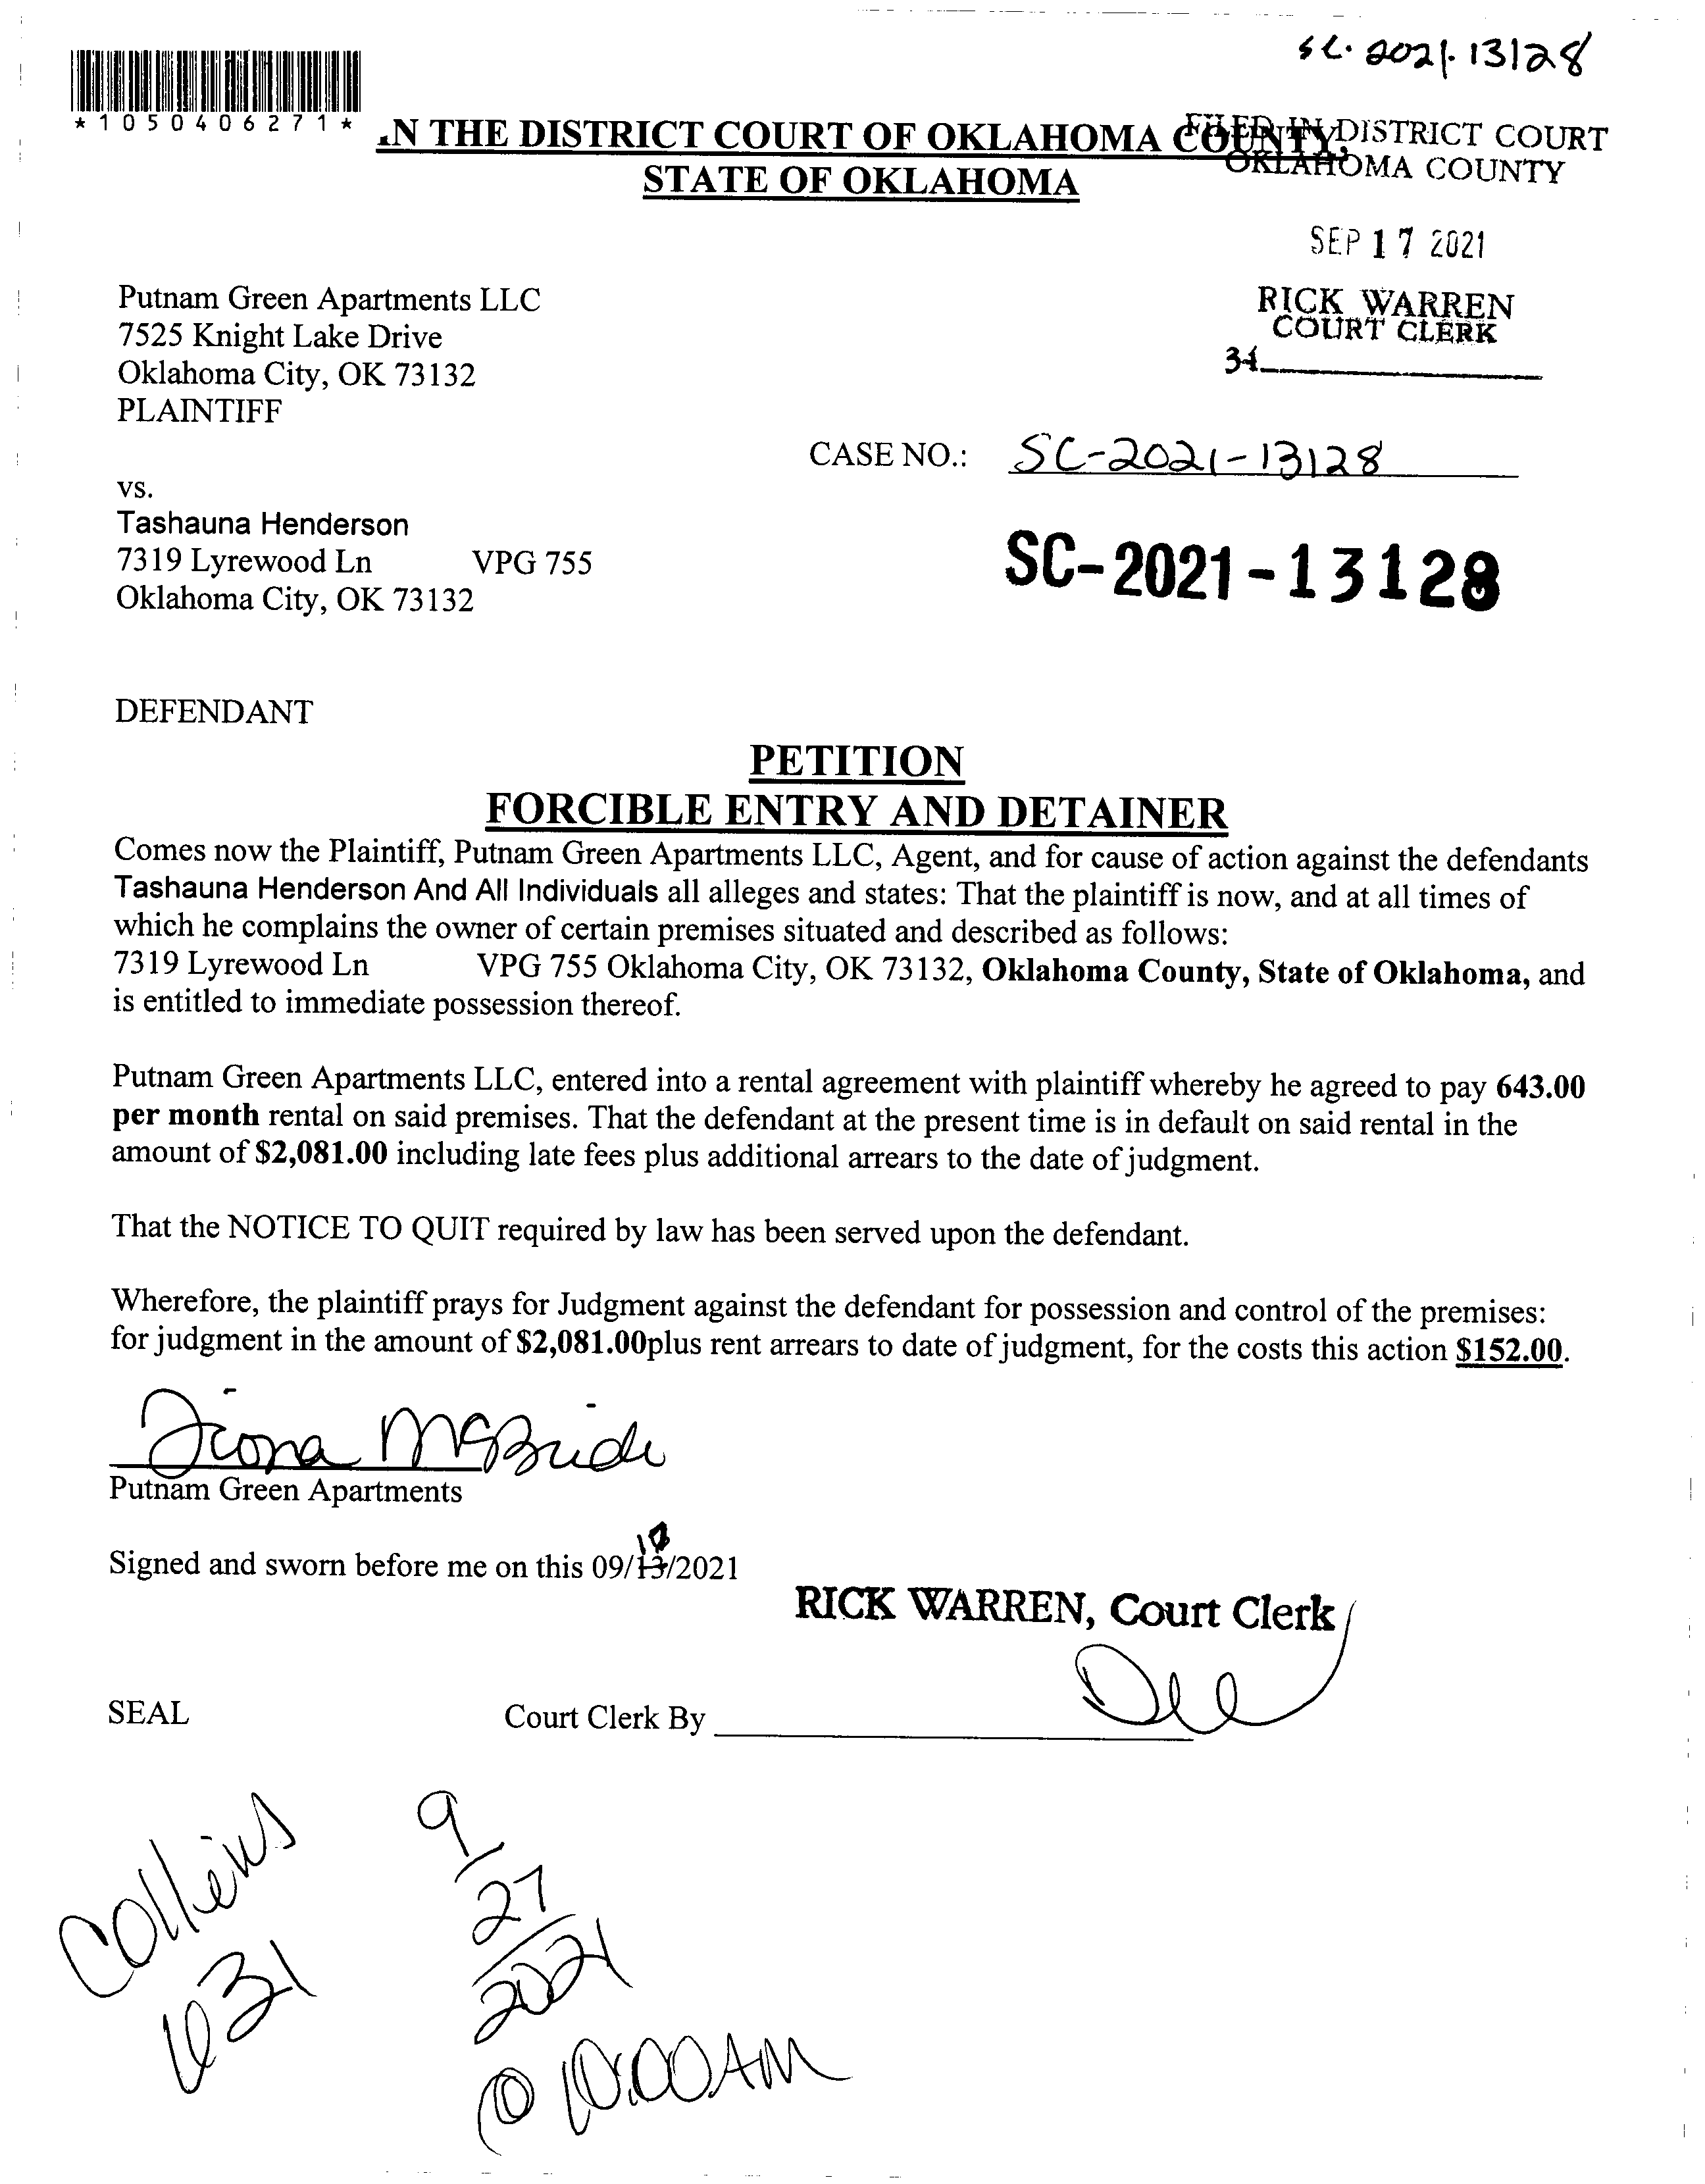 SC-2021-13128
*1050406271*
IN THE DISTRICT COURT OF OKLAHOMA COUNTY,
STATE OF OKLAHOMA
FILED IN DISTRICT COURT
OKLAHOMA COUNTY
SEP 17 2021
RICK WARREN
COURT CLERK
34
Putnam Green Apartments LLC
7525 Knight Lake Drive
Oklahoma City, OK 73132
PLAINTIFF
CASE NO.: SC-2021-13128
vs.
Tashauna Henderson
7319 Lyrewood Ln VPG 755
Oklahoma City, OK 73132
SC-2021-13128
DEFENDANT
PETITION
FORCIBLE ENTRY AND DETAINER
Comes now the Plaintiff, Putnam Green Apartments LLC, Agent, and for cause of action against the defendants
Tashauna Henderson And All Individuals all alleges and states: That the plaintiff is now, and at all times of
which he complains the owner of certain premises situated and described as follows:
7319 Lyrewood Ln VPG 755 Oklahoma City, OK 73132, Oklahoma County, State of Oklahoma, and
is entitled to immediate possession thereof.
Putnam Green Apartments LLC, entered into a rental agreement with plaintiff whereby he agreed to pay 643.00
per month rental on said premises. That the defendant at the present time is in default on said rental in the
amount of $2,081.00 including late fees plus additional arrears to the date of judgment.
That the NOTICE TO QUIT required by law has been served upon the defendant.
Wherefore, the plaintiff prays for Judgment against the defendant for possession and control of the premises:
for judgment in the amount of $2,081.00plus rent arrears to date of judgment, for the costs this action $152.00.
Fiona McBride
Putnam Green Apartments
Signed and sworn before me on this 09/13/2021
RICK WARREN, Court Clerk
SEAL Court Clerk By
Collins
9/27/2021
@ 10:00AM